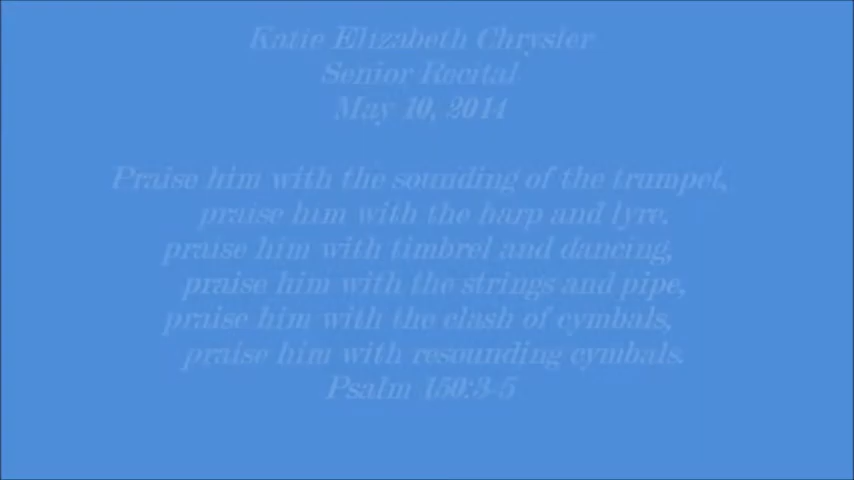 Katie Elizabeth Chrysler
Senior Recital
May 10, 2014
Praise him with the sounding of the trumpet,
praise him with the harp and lyre,
praise him with timbrel and dancing,
praise him with the strings and pipe,
praise him with the clash of cymbals,
praise him with resounding cymbals.
Psalm 150:3-5